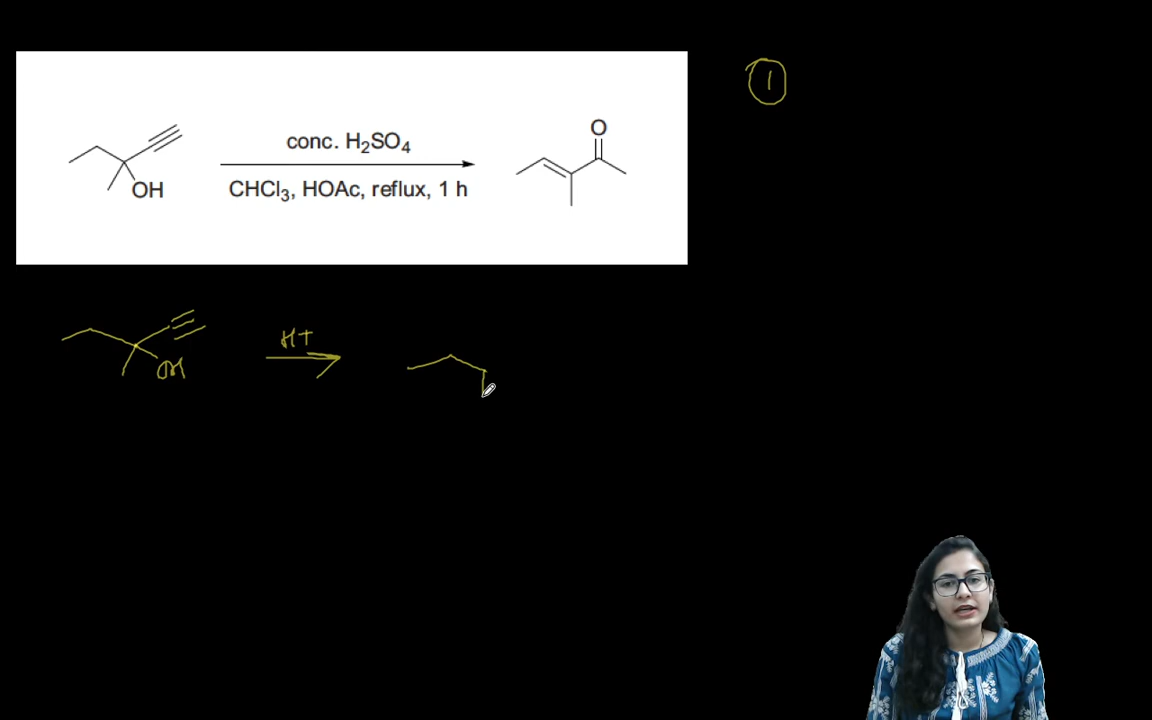 conc. H₂SO₄
CHCl₃, HOAc, reflux, 1 h
OH
O
1
OH
H+